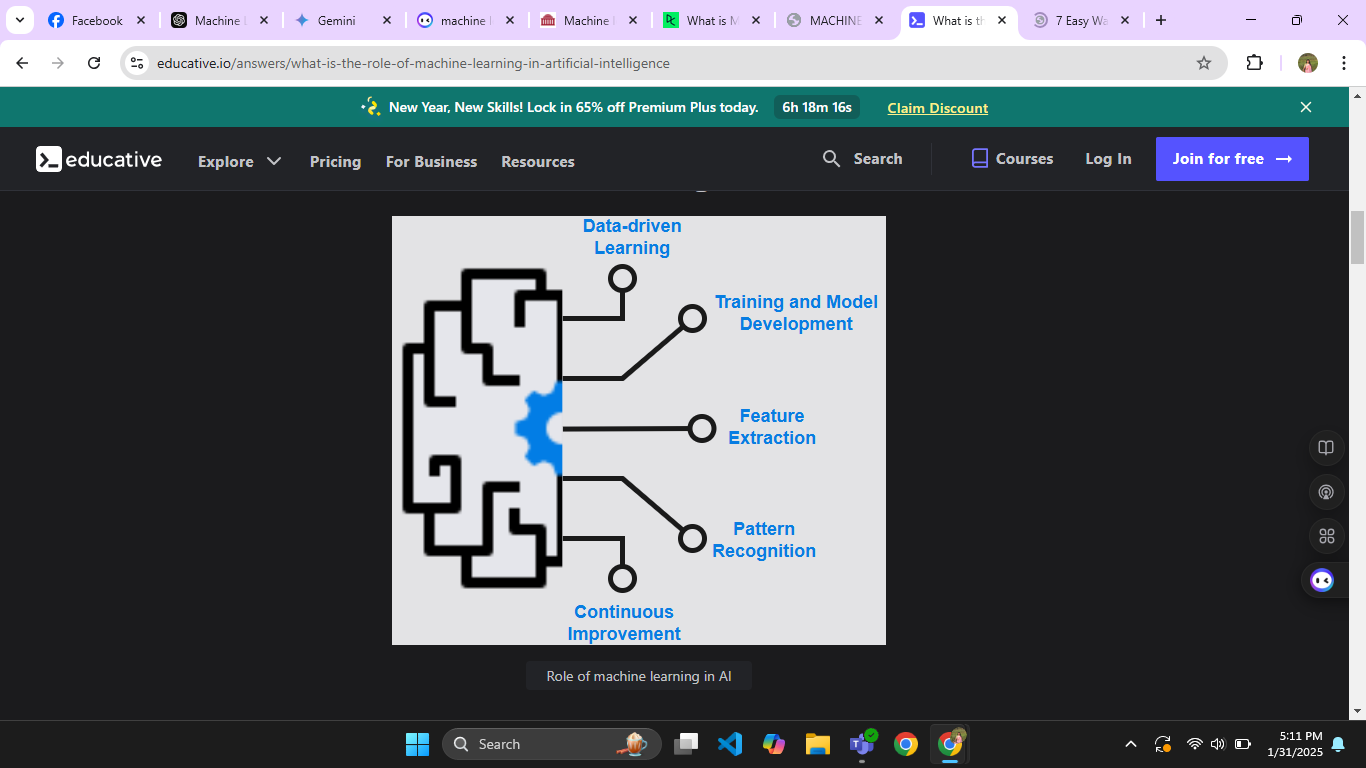 Facebook
Machine L
Gemini
machine l
Machine L
What is M
MACHINE
What is th
7 Easy Wa
educative.io/answers/what-is-the-role-of-machine-learning-in-artificial-intelligence
New Year, New Skills! Lock in 65% off Premium Plus today. 6h 18m 16s Claim Discount
educative Explore Pricing For Business Resources Search Courses Log In Join for free →
Data-driven
Learning
Training and Model
Development
Feature
Extraction
Pattern
Recognition
Continuous
Improvement
Role of machine learning in AI
Search
5:11 PM
1/31/2025